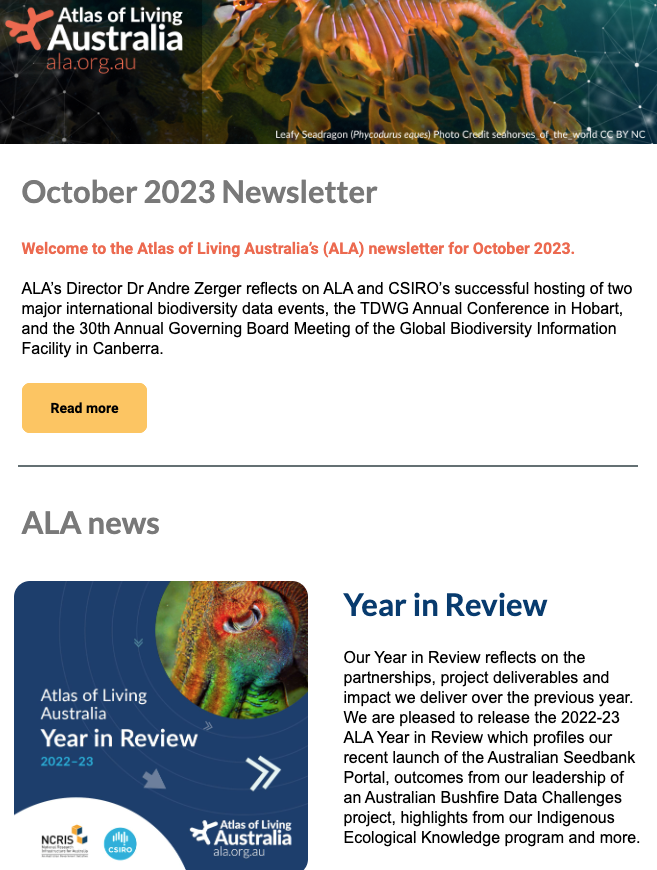 Atlas of Living
Australia
ala.org.au
Leafy Seadragon (Phycodurus eques) Photo Credit seahorses_of_the_world CC BY NC
October 2023 Newsletter
Welcome to the Atlas of Living Australia’s (ALA) newsletter for October 2023.
ALA’s Director Dr Andre Zerger reflects on ALA and CSIRO’s successful hosting of two
major international biodiversity data events, the TDWG Annual Conference in Hobart,
and the 30th Annual Governing Board Meeting of the Global Biodiversity Information
Facility in Canberra.
Read more
ALA news
Atlas of Living
Australia
Year in Review
2022–23
NCRIS
CSIRO
Atlas of Living
Australia
ala.org.au
Year in Review
Our Year in Review reflects on the
partnerships, project deliverables and
impact we deliver over the previous year.
We are pleased to release the 2022-23
ALA Year in Review which profiles our
recent launch of the Australian Seedbank
Portal, outcomes from our leadership of
an Australian Bushfire Data Challenges
project, highlights from our Indigenous
Ecological Knowledge program and more.